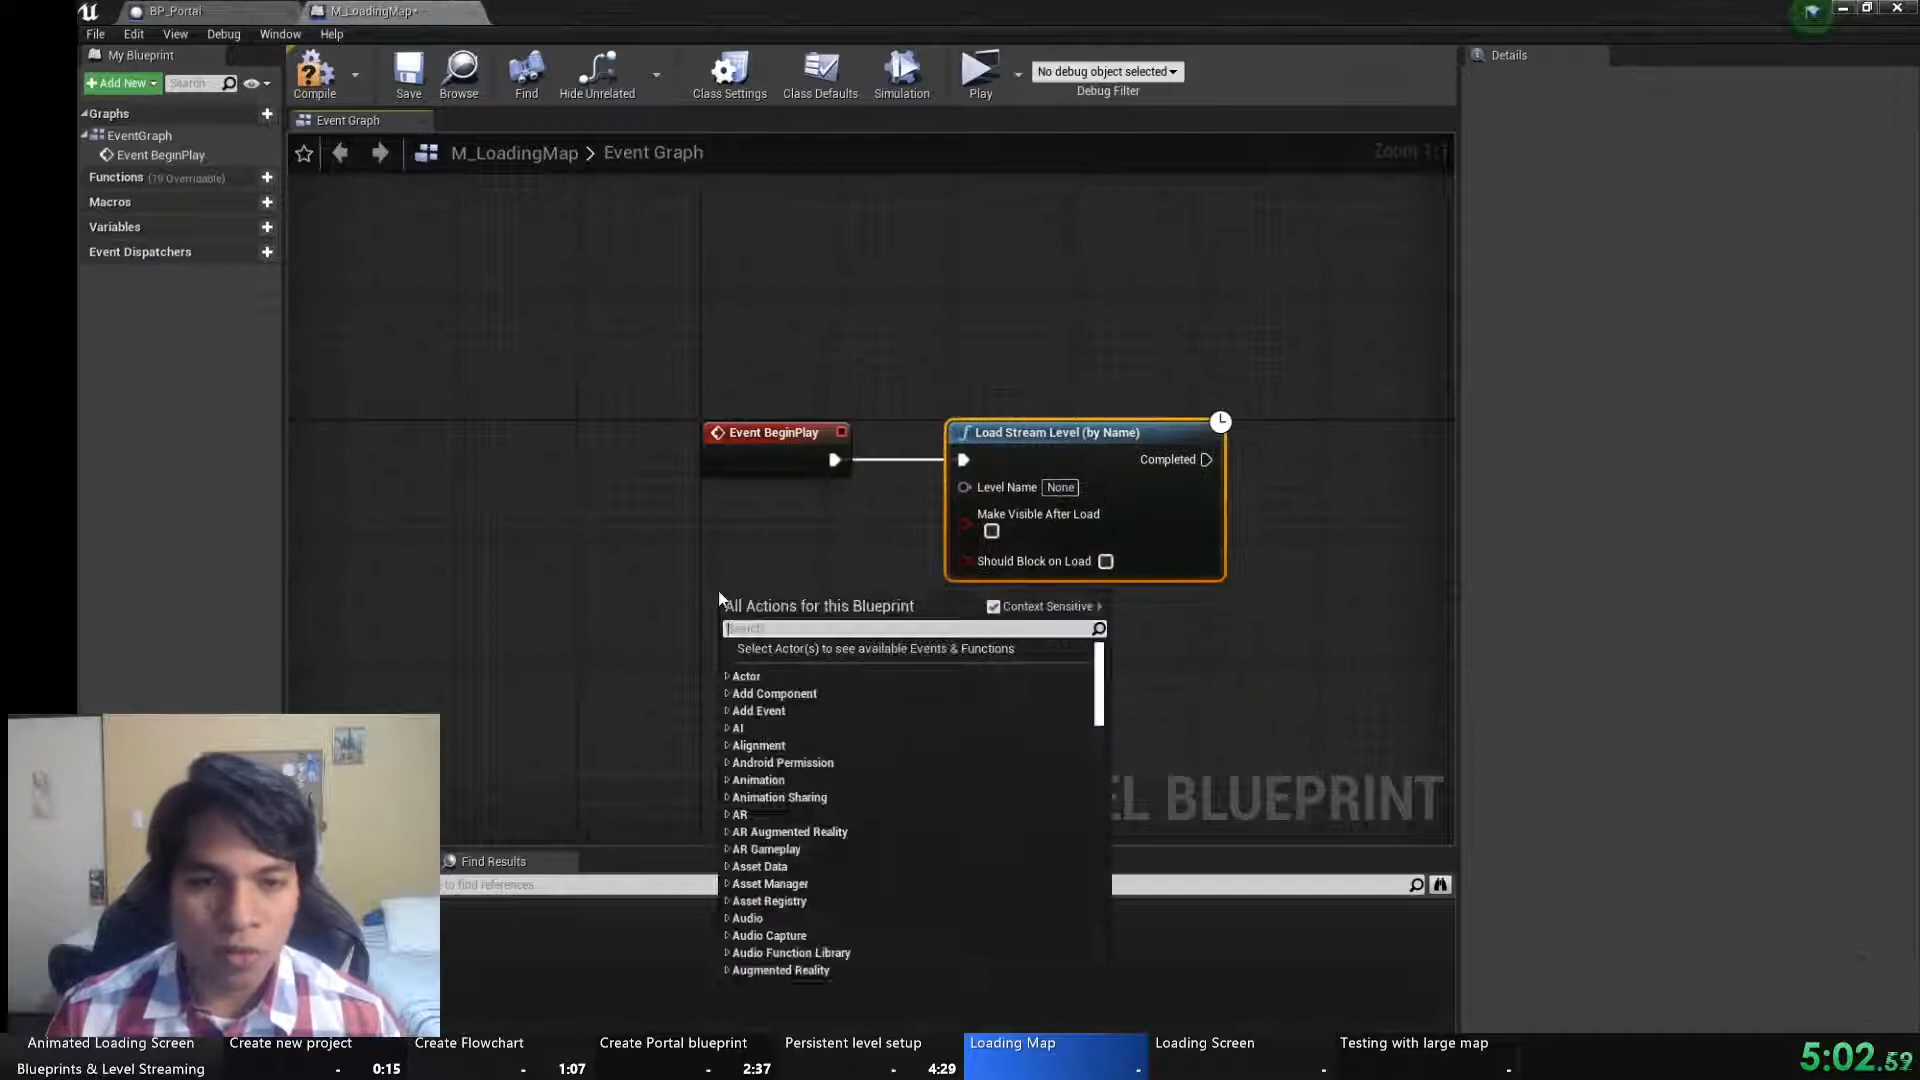 BP_Portal
M_LoadingMap*
File Edit View Debug Window Help
My Blueprint
Details
+ Add New
Search
Compile
Save
Browse
Find
Hide Unrelated
Class Settings
Class Defaults
Simulation
Play
No debug object selected
Debug Filter
Graphs
EventGraph
Event BeginPlay
Functions (19 Overridable)
Macros
Variables
Event Dispatchers
Event Graph
M_LoadingMap > Event Graph
Zoom 1:1
Event BeginPlay
Load Stream Level (by Name)
Completed
Level Name None
Make Visible After Load
Should Block on Load
All Actions for this Blueprint
Context Sensitive
Search
Select Actor(s) to see available Events & Functions
Actor
Add Component
Add Event
AI
Alignment
Android Permission
Animation
Animation Sharing
AR
AR Augmented Reality
AR Gameplay
Asset Data
Asset Manager
Asset Registry
Audio
Audio Capture
Audio Function Library
Augmented Reality
EL BLUEPRINT
Find Results
to find references
Animated Loading Screen
Blueprints & Level Streaming
Create new project
- 0:15
Create Flowchart
- 1:07
Create Portal blueprint
- 2:37
Persistent level setup
- 4:29
Loading Map
-
Loading Screen
-
Testing with large map
-
5:02.59